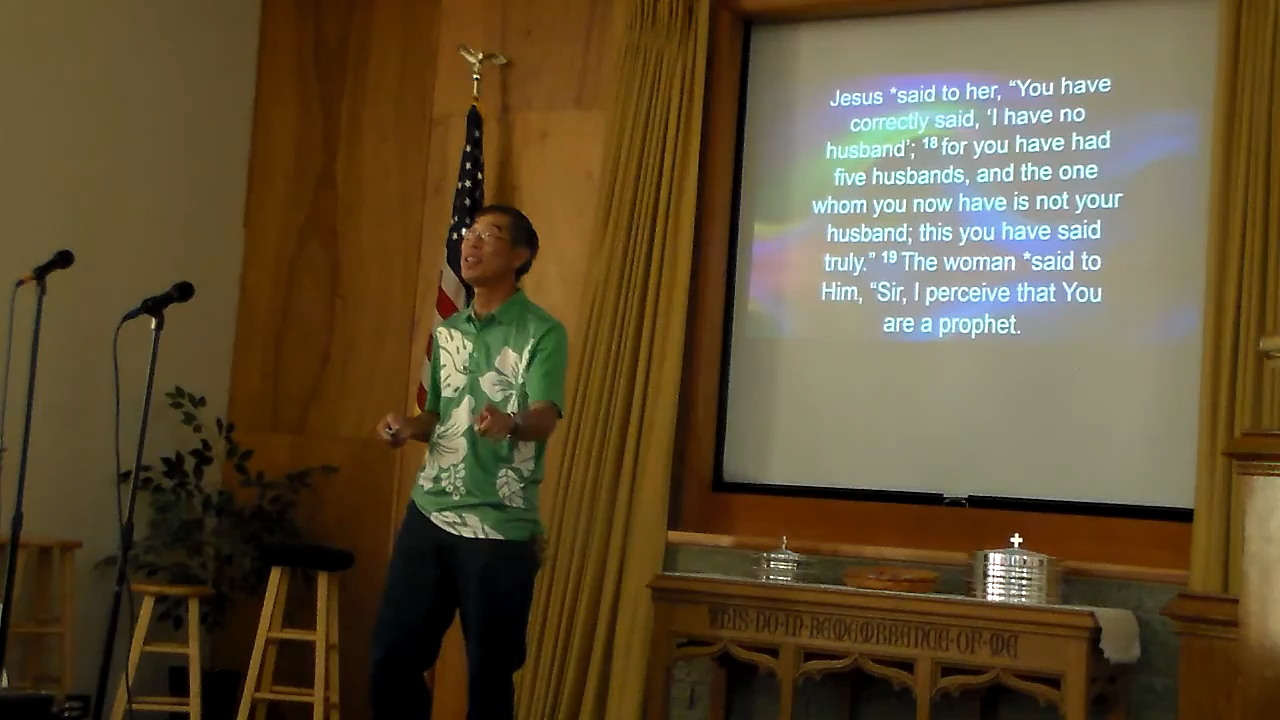 Jesus *said to her, “You have
correctly said, ‘I have no
husband’; 18 for you have had
five husbands, and the one
whom you now have is not your
husband; this you have said
truly.” 19 The woman *said to
Him, “Sir, I perceive that You
are a prophet.
THIS·DO·IN·REMEMBRANCE·OF·ME